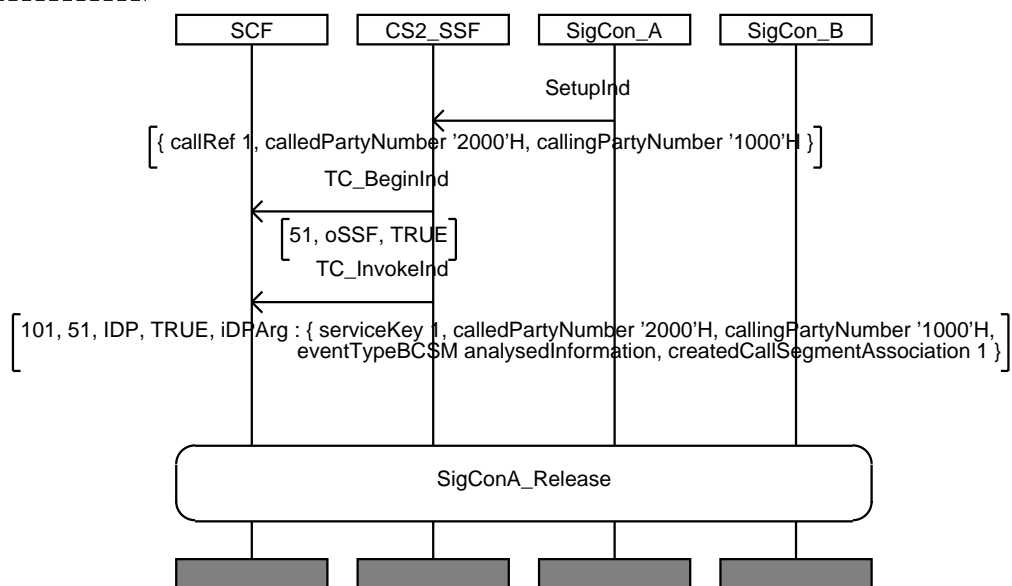 SCF CS2_SSF SigCon_A SigCon_B
SetupInd
{ callRef 1, calledPartyNumber ’2000’H, callingPartyNumber ’1000’H }
TC_BeginInd
51, oSSF, TRUE
TC_InvokeInd
101, 51, IDP, TRUE, iDPArg : { serviceKey 1, calledPartyNumber ’2000’H, callingPartyNumber ’1000’H,
eventTypeBCSM analysedInformation, createdCallSegmentAssociation 1 }
SigConA_Release